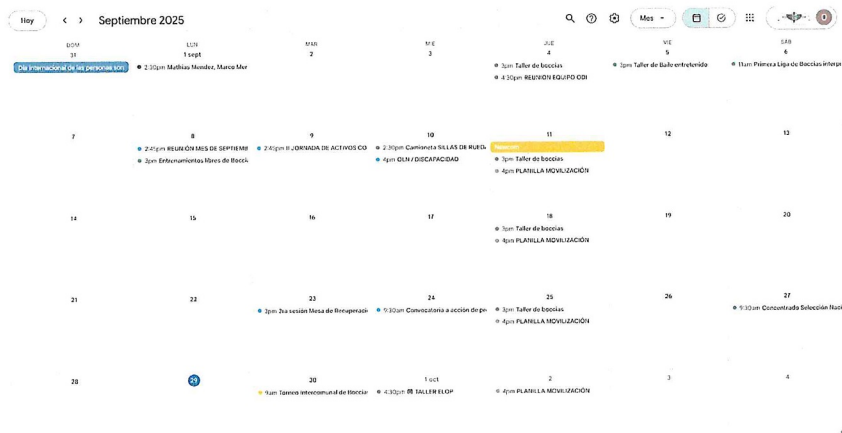 Hoy
Septiembre 2025
Mes
DOM
LUN
MAR
MIE
JUE
VIE
SÁB
31
1 sept
2
3
4
5
6
Día internacional de las personas sor
2:30pm Mathias Mendez, Marco Mer
3pm Taller de boccias
4:30pm REUNIÓN EQUIPO ODI
3pm Taller de Baile entretenido
11am Primera Liga de Boccias interpr
7
8
9
10
11
12
13
2:45pm REUNIÓN MES DE SEPTIEMB
3pm Entrenamientos libres de Boccia
2:45pm II JORNADA DE ACTIVOS CO
2:30pm Camioneta SILLAS DE RUEDA
4pm OLN / DISCAPACIDAD
3pm Taller de boccias
4pm PLANILLA MOVILIZACIÓN
14
15
16
17
18
19
20
3pm Taller de boccias
4pm PLANILLA MOVILIZACIÓN
21
22
23
24
25
26
27
3pm 2va sesión Mesa de Recuperaci
9:30am Convocatoria a acción de pe
3pm Taller de boccias
4pm PLANILLA MOVILIZACIÓN
9:30am Concentrado Selección Naci
28
29
30
1 oct
2
3
4
9am Torneo Intercomunal de Boccias
4:30pm TALLER ELOP
4pm PLANILLA MOVILIZACIÓN